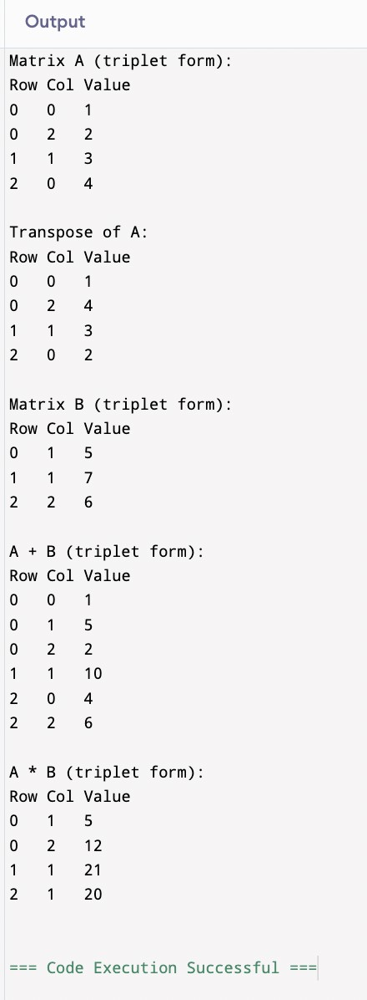 Output
Matrix A (triplet form):
Row Col Value
0   0   1
0   2   2
1   1   3
2   0   4
Transpose of A:
Row Col Value
0   0   1
0   2   4
1   1   3
2   0   2
Matrix B (triplet form):
Row Col Value
0   1   5
1   1   7
2   2   6
A + B (triplet form):
Row Col Value
0   0   1
0   1   5
0   2   2
1   1   10
2   0   4
2   2   6
A * B (triplet form):
Row Col Value
0   1   5
0   2   12
1   1   21
2   1   20
=== Code Execution Successful ===